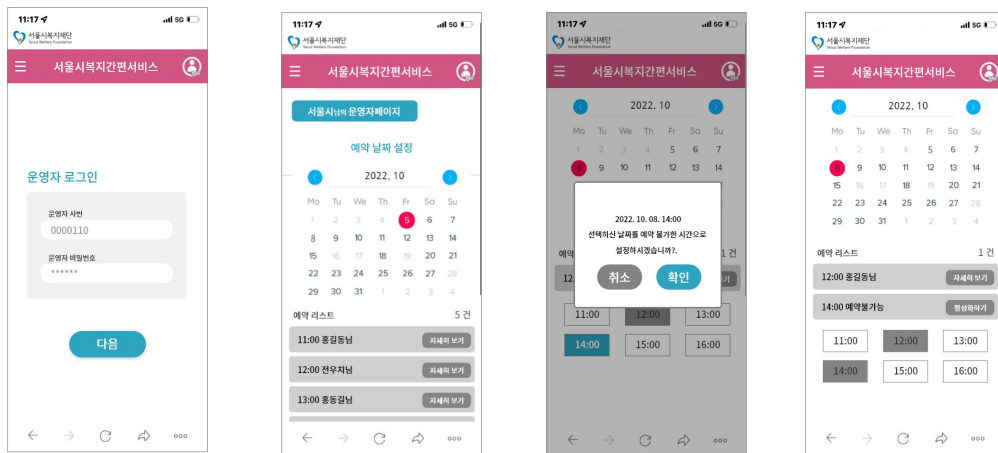 11:17
5G
서울시복지재단
Seoul Welfare Foundation
서울시복지간편서비스
운영자 로그인
운영자 사번
0000110
운영자 비밀번호
******
다음
11:17
5G
서울시복지재단
Seoul Welfare Foundation
서울시복지간편서비스
서울시님의 운영자페이지
예약 날짜 설정
2022. 10
Mo Tu We Th Fr Sa Su
1 2 3 4 5 6 7
8 9 10 11 12 13 14
15 16 17 18 19 20 21
22 23 24 25 26 27 28
29 30 31 1 2 3 4
예약 리스트 5 건
11:00 홍길동님 자세히 보기
12:00 전우치님 자세히 보기
13:00 홍동길님 자세히 보기
11:17
5G
서울시복지재단
Seoul Welfare Foundation
서울시복지간편서비스
2022. 10
Mo Tu We Th Fr Sa Su
1 2 3 4 5 6 7
8 9 10 11 12 13 14
2022. 10. 08. 14:00
선택하신 날짜를 예약 불가한 시간으로
설정하시겠습니까?.
취소 확인
예약 1 건
12 기
11:00 12:00 13:00
14:00 15:00 16:00
11:17
5G
서울시복지재단
Seoul Welfare Foundation
서울시복지간편서비스
2022. 10
Mo Tu We Th Fr Sa Su
1 2 3 4 5 6 7
8 9 10 11 12 13 14
15 16 17 18 19 20 21
22 23 24 25 26 27 28
29 30 31 1 2 3 4
예약 리스트 1 건
12:00 홍길동님 자세히 보기
14:00 예약불가능 활성화하기
11:00 12:00 13:00
14:00 15:00 16:00